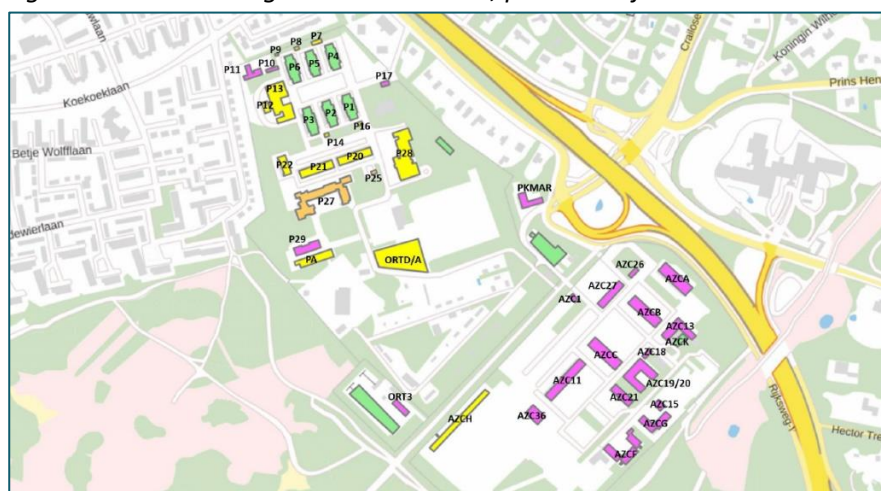 Crailose
Koningin Wilh
wlaan
P8
P7
P9
P10
P11
P6
P5
P4
P17
Prins Hen
Koekoeklaan
P13
P12
P3
P2
P1
P16
P14
Betje Wolfflaan
P22
P21
P20
P28
P25
P27
PKMAR
dewierlaan
P29
PA
ORTD/A
AZC26
AZCA
AZC27
AZC1
AZCB
AZC13
AZCK
AZCC
AZC18
AZC19/20
AZC11
AZC21
ORT3
AZC15
AZCH
AZC36
AZCG
AZCF
Rijksweg 1
Hector Tre